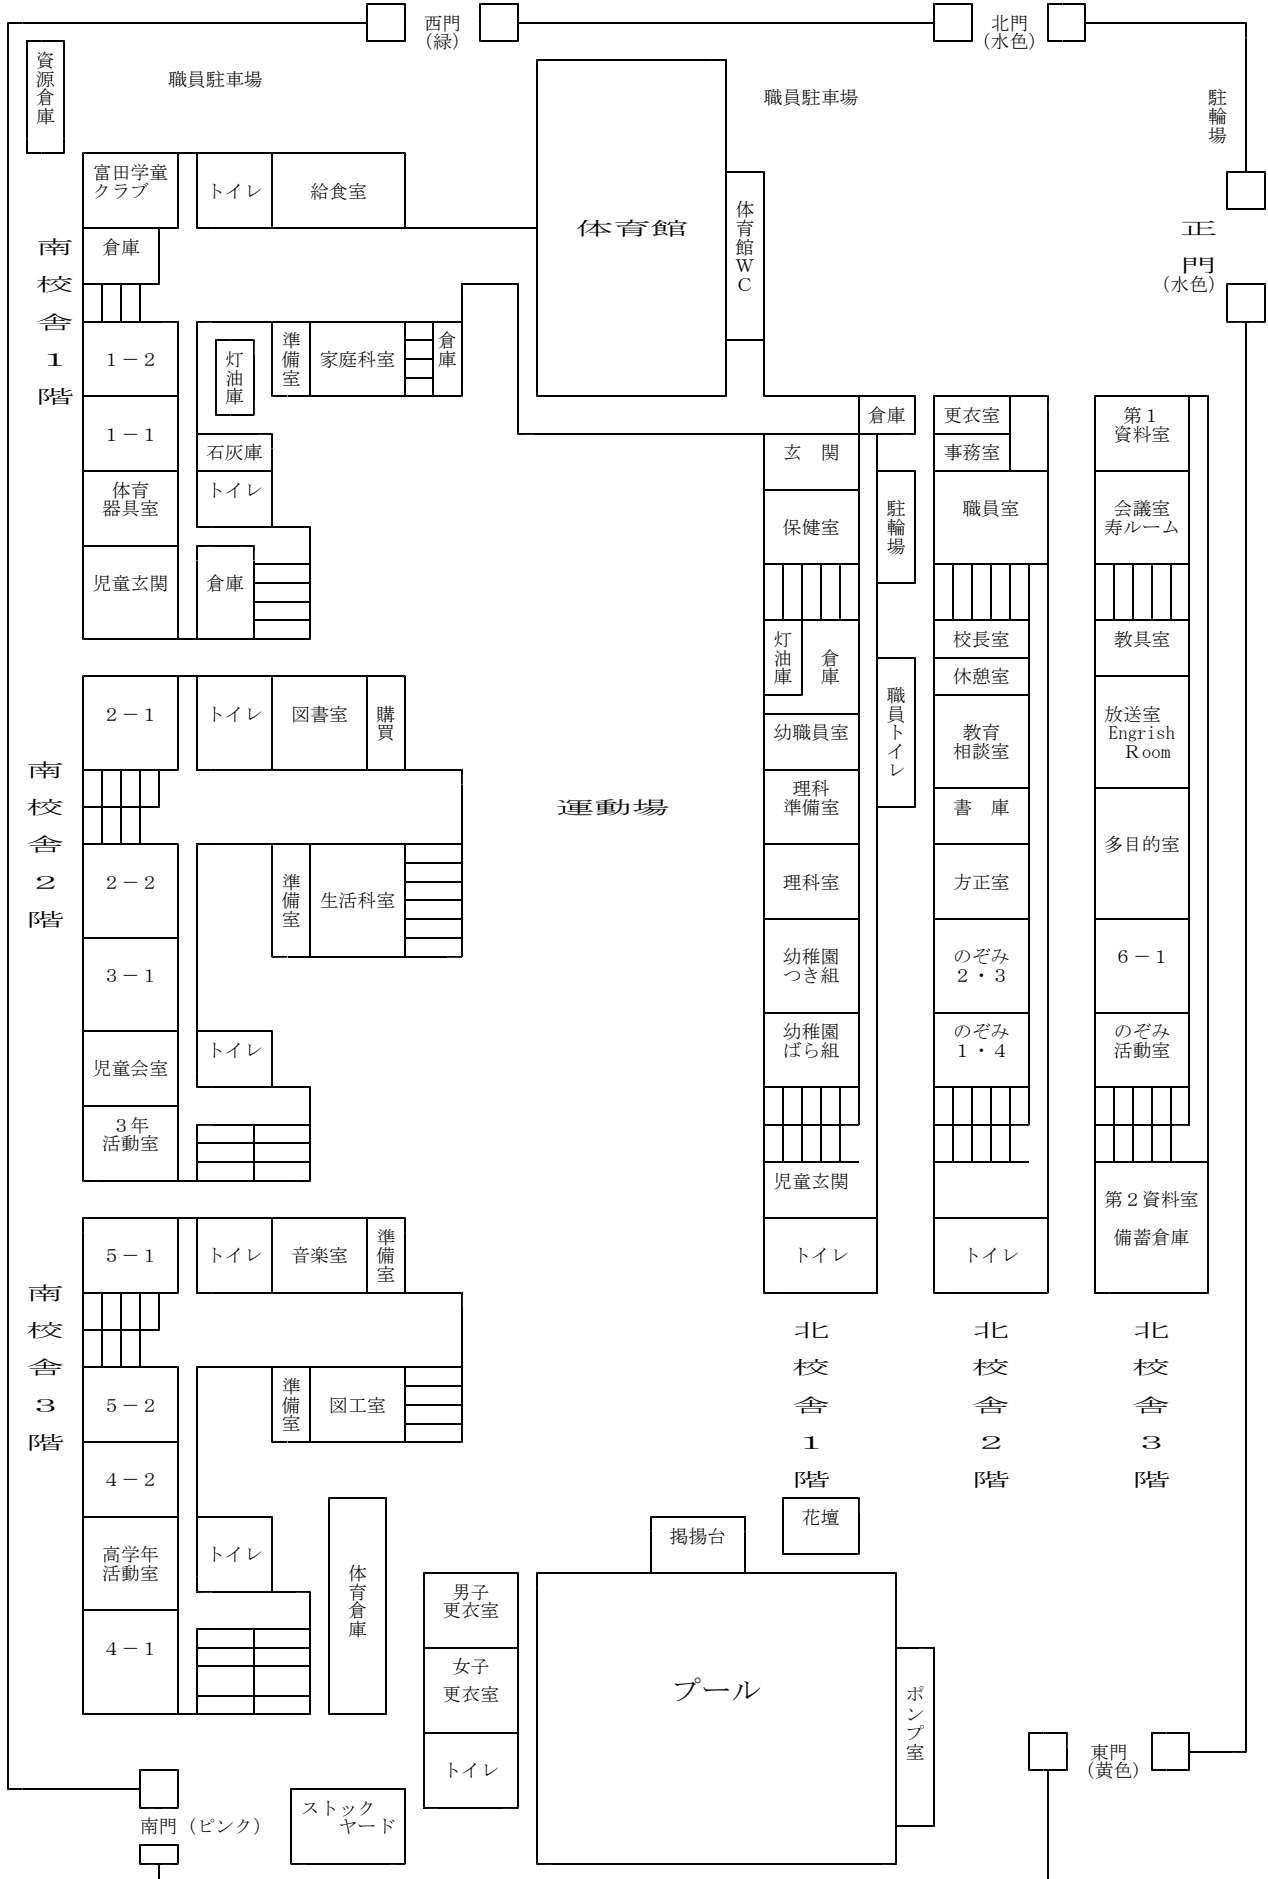 西門
（緑）
北門
（水色）
資源倉庫
職員駐車場
職員駐車場
駐輪場
正門
（水色）
体育館
体育館ＷＣ
南校舎１階
富田学童
クラブ
トイレ
給食室
倉庫
１－２
灯油庫
準備室
家庭科室
倉庫
１－１
石灰庫
体育
器具室
トイレ
児童玄関
倉庫
南校舎２階
２－１
トイレ
図書室
購買
２－２
準備室
生活科室
３－１
児童会室
トイレ
３年
活動室
南校舎３階
５－１
トイレ
音楽室
準備室
５－２
準備室
図工室
４－２
高学年
活動室
トイレ
４－１
運動場
倉庫
玄　関
保健室
駐輪場
灯油庫
倉庫
幼職員室
職員トイレ
理科
準備室
理科室
幼稚園
つき組
幼稚園
ばら組
児童玄関
トイレ
北校舎１階
更衣室
事務室
職員室
校長室
休憩室
教育
相談室
書　庫
方正室
のぞみ
２・３
のぞみ
１・４
トイレ
北校舎２階
第１
資料室
会議室
寿ルーム
教具室
放送室
Engrish
Ｒoom
多目的室
６－１
のぞみ
活動室
第２資料室
備蓄倉庫
北校舎３階
花壇
掲揚台
体育倉庫
男子
更衣室
女子
更衣室
トイレ
プール
ポンプ室
東門
（黄色）
南門（ピンク）
ストック
ヤード